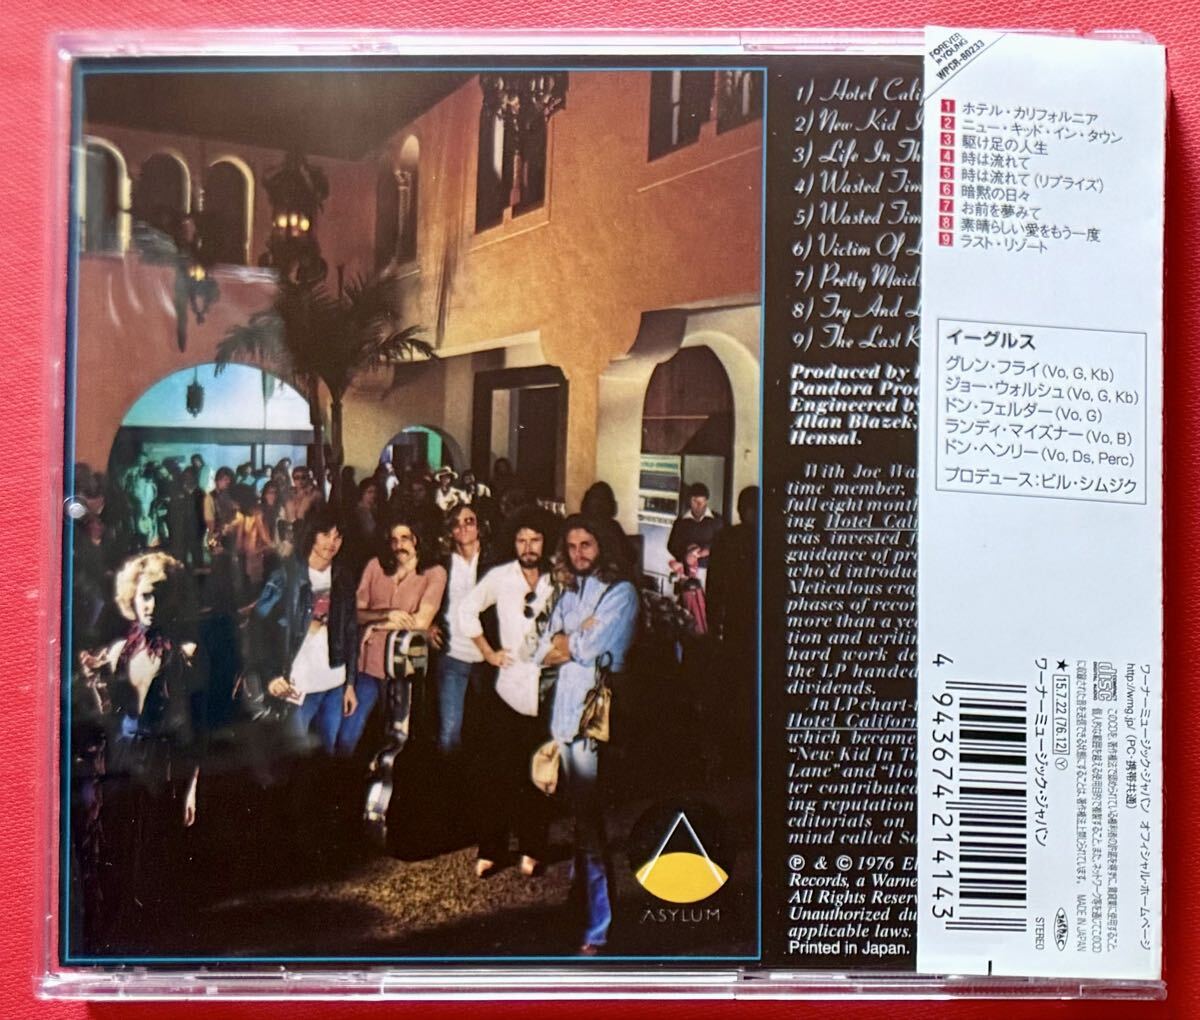 1) Hotel Calif
2) New Kid I
3) Life In Th
4) Wasted Tim
5) Wasted Tim
6) Victim Of L
7) Pretty Maid
8) Try And L
9) The Last R
Produced by
Pandora Prod
Engineered by
Allan Blazek,
Hensal.
With Joe Wa
time member,
full eight month
ing Hotel Cali
was invested f
guidance of pr
who'd introduc
Meticulous cra
phases of recor
more than a ye
tion and writin
hard work de
the LP handed
dividends.
An LP chart-t
Hotel Californ
which became
"New Kid In T
Lane" and "Hot
ter contributed
ing reputation
editorials on
mind called So
℗ & © 1976 El
Records, a Warne
All Rights Reserv
Unauthorized du
applicable laws.
Printed in Japan.
ASYLUM
FOREVER
YOUNG
WPCR-80233
1 ホテル・カリフォルニア
2 ニュー・キッド・イン・タウン
3 駆け足の人生
4 時は流れて
5 時は流れて (リプライズ)
6 暗黙の日々
7 お前を夢みて
8 素晴らしい愛をもう一度
9 ラスト・リゾート
イーグルス
グレン・フライ (Vo, G, Kb)
ジョー・ウォルシュ (Vo, G, Kb)
ドン・フェルダー (Vo, G)
ランディ・マイズナー (Vo, B)
ドン・ヘンリー (Vo, Ds, Perc)
プロデュース:ビル・シムジク
ワーナーミュージック・ジャパン オフィシャル・ホームページ
http://wmg.jp/ (PC・携帯共通)
COMPACT
disc
DIGITAL AUDIO
MADE IN JAPAN
★ 15.7.22 (76.12) Y
ワーナーミュージック・ジャパン
STEREO
4 943674 214143